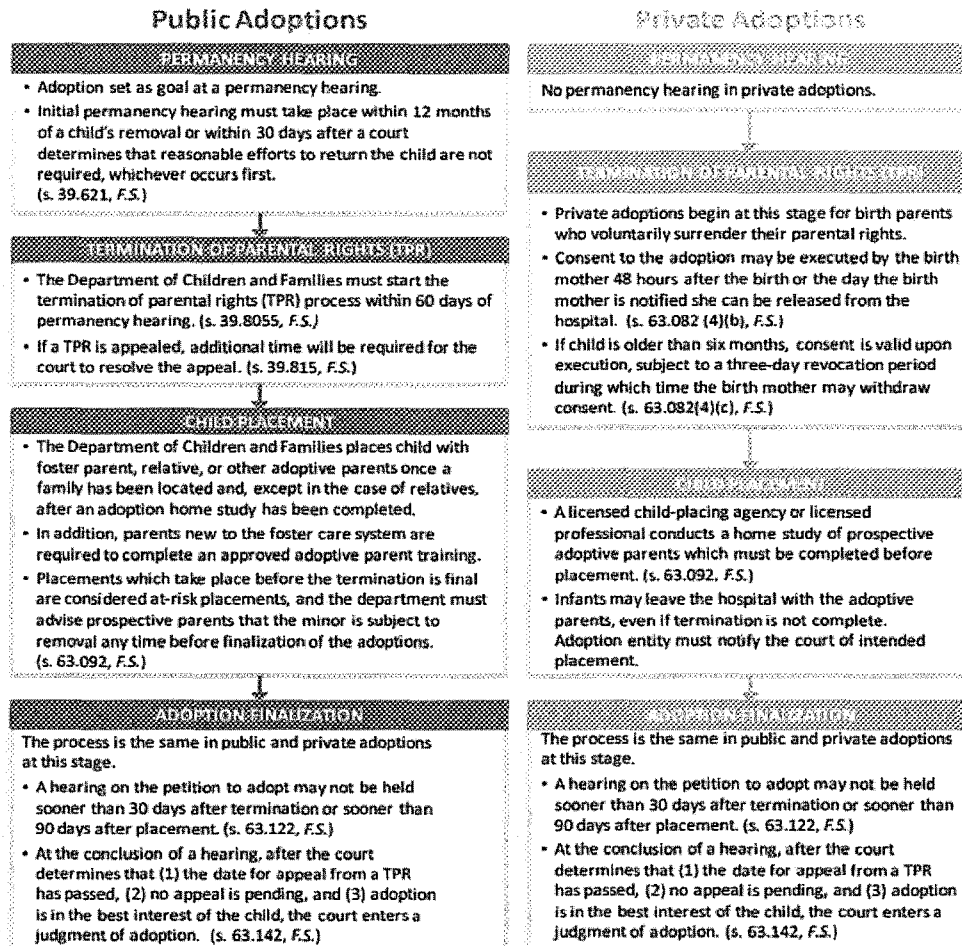 Public Adoptions
PERMANENCY HEARING
• Adoption set as goal at a permanency hearing.
• Initial permanency hearing must take place within 12 months
of a child's removal or within 30 days after a court
determines that reasonable efforts to return the child are not
required, whichever occurs first.
(s. 39.621, F.S.)
TERMINATION OF PARENTAL RIGHTS (TPR)
• The Department of Children and Families must start the
termination of parental rights (TPR) process within 60 days of
permanency hearing. (s. 39.8055, F.S.)
• If a TPR is appealed, additional time will be required for the
court to resolve the appeal. (s. 39.815, F.S.)
CHILD PLACEMENT
• The Department of Children and Families places child with
foster parent, relative, or other adoptive parents once a
family has been located and, except in the case of relatives,
after an adoption home study has been completed.
• In addition, parents new to the foster care system are
required to complete an approved adoptive parent training.
• Placements which take place before the termination is final
are considered at-risk placements, and the department must
advise prospective parents that the minor is subject to
removal any time before finalization of the adoptions.
(s. 63.092, F.S.)
ADOPTION FINALIZATION
The process is the same in public and private adoptions
at this stage.
• A hearing on the petition to adopt may not be held
sooner than 30 days after termination or sooner than
90 days after placement. (s. 63.122, F.S.)
• At the conclusion of a hearing, after the court
determines that (1) the date for appeal from a TPR
has passed, (2) no appeal is pending, and (3) adoption
is in the best interest of the child, the court enters a
judgment of adoption. (s. 63.142, F.S.)
Private Adoptions
PERMANENCY HEARING
No permanency hearing in private adoptions.
TERMINATION OF PARENTAL RIGHTS (TPR)
• Private adoptions begin at this stage for birth parents
who voluntarily surrender their parental rights.
• Consent to the adoption may be executed by the birth
mother 48 hours after the birth or the day the birth
mother is notified she can be released from the
hospital. (s. 63.082 (4)(b), F.S.)
• If child is older than six months, consent is valid upon
execution, subject to a three-day revocation period
during which time the birth mother may withdraw
consent. (s. 63.082(4)(c), F.S.)
CHILD PLACEMENT
• A licensed child-placing agency or licensed
professional conducts a home study of prospective
adoptive parents which must be completed before
placement. (s. 63.092, F.S.)
• Infants may leave the hospital with the adoptive
parents, even if termination is not complete.
Adoption entity must notify the court of intended
placement.
ADOPTION FINALIZATION
The process is the same in public and private adoptions
at this stage.
• A hearing on the petition to adopt may not be held
sooner than 30 days after termination or sooner than
90 days after placement. (s. 63.122, F.S.)
• At the conclusion of a hearing, after the court
determines that (1) the date for appeal from a TPR
has passed, (2) no appeal is pending, and (3) adoption
is in the best interest of the child, the court enters a
judgment of adoption. (s. 63.142, F.S.)